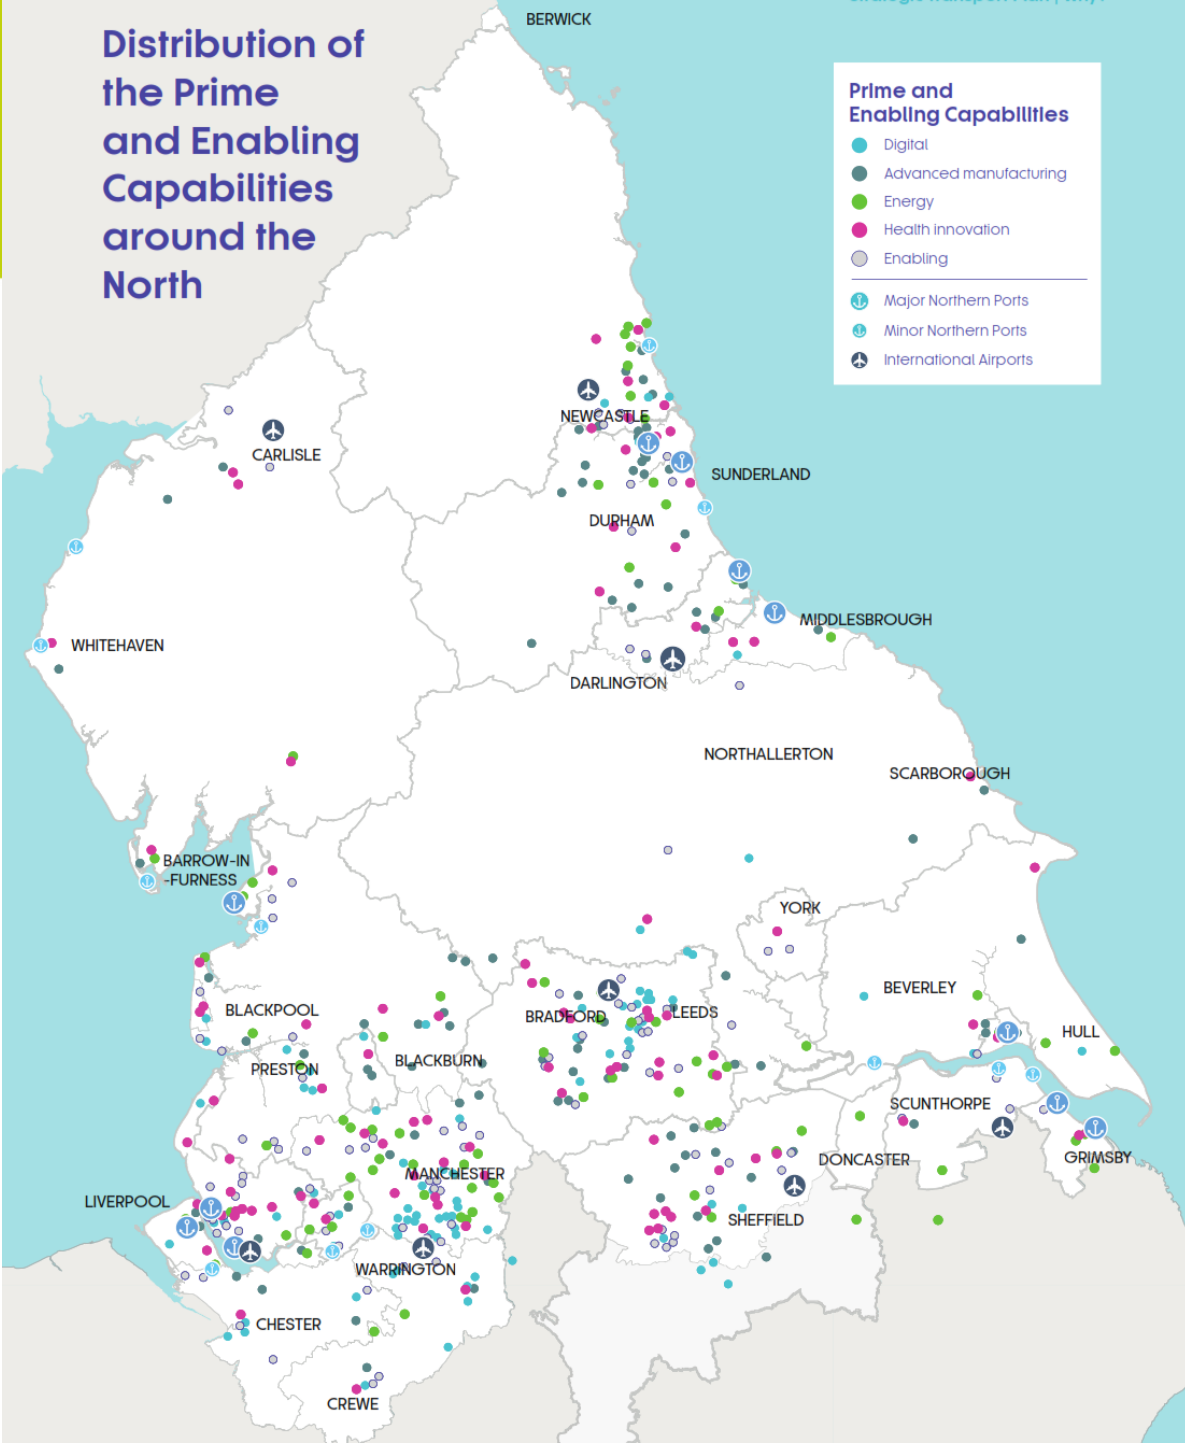 Distribution of
the Prime
and Enabling
Capabilities
around the
North
Prime and
Enabling Capabilities
Digital
Advanced manufacturing
Energy
Health innovation
Enabling
Major Northern Ports
Minor Northern Ports
International Airports
BERWICK
NEWCASTLE
CARLISLE
SUNDERLAND
DURHAM
MIDDLESBROUGH
WHITEHAVEN
DARLINGTON
NORTHALLERTON
SCARBOROUGH
BARROW-IN
-FURNESS
YORK
BEVERLEY
BLACKPOOL
BRADFORD
LEEDS
HULL
PRESTON
BLACKBURN
SCUNTHORPE
GRIMSBY
DONCASTER
MANCHESTER
LIVERPOOL
SHEFFIELD
WARRINGTON
CHESTER
CREWE